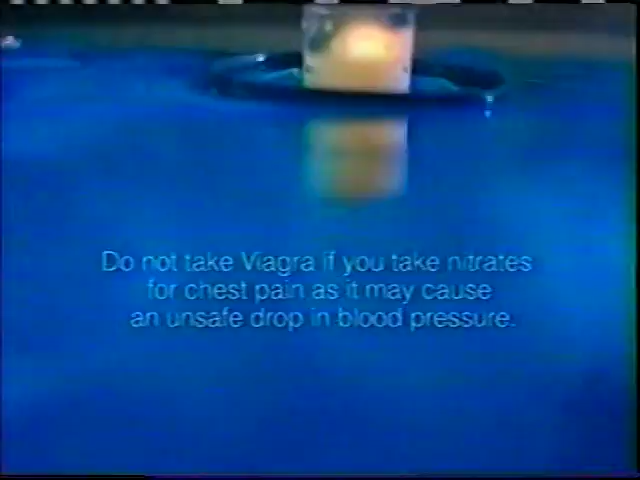 Do not take Viagra if you take nitrates
for chest pain as it may cause
an unsafe drop in blood pressure.